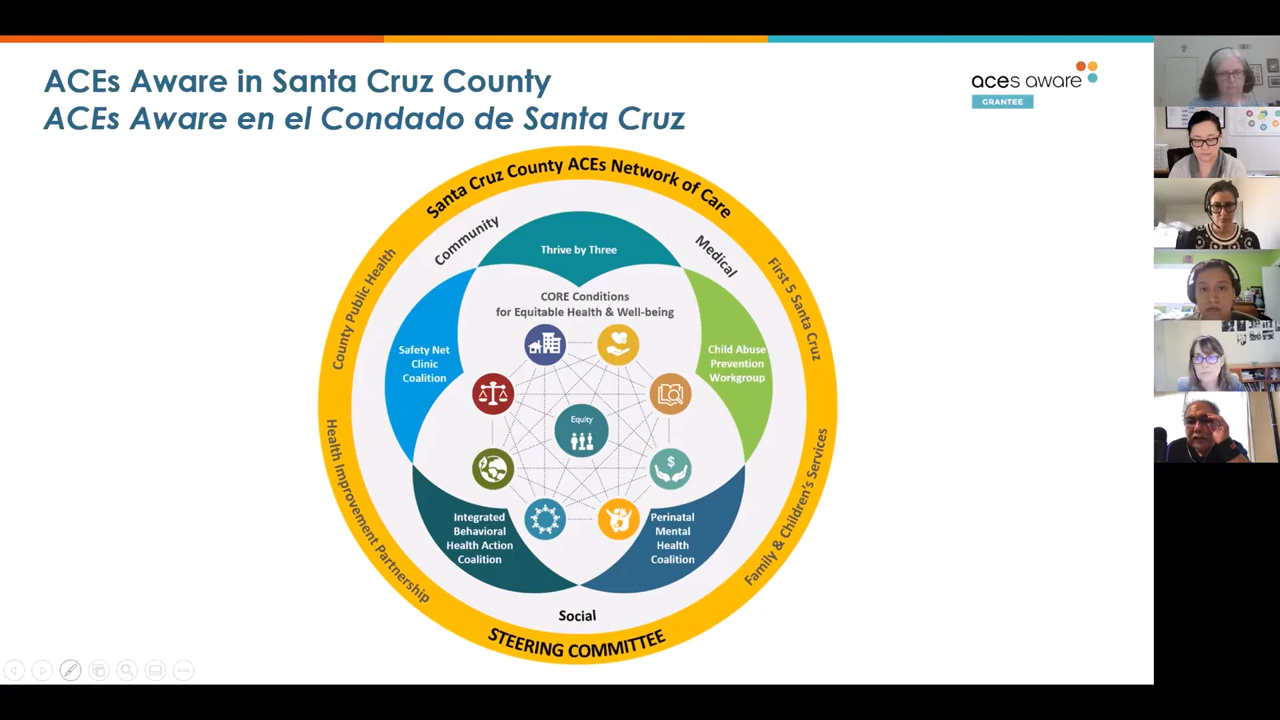 ACEs Aware in Santa Cruz County
ACEs Aware en el Condado de Santa Cruz
aces aware
GRANTEE
Santa Cruz County ACEs Network of Care
Community
Medical
County Public Health
First 5 Santa Cruz
Thrive by Three
CORE Conditions
for Equitable Health & Well-being
Safety Net
Clinic
Coalition
Child Abuse
Prevention
Workgroup
Equity
$
Health Improvement Partnership
Family & Children's Services
Integrated
Behavioral
Health Action
Coalition
Perinatal
Mental
Health
Coalition
Social
STEERING COMMITTEE